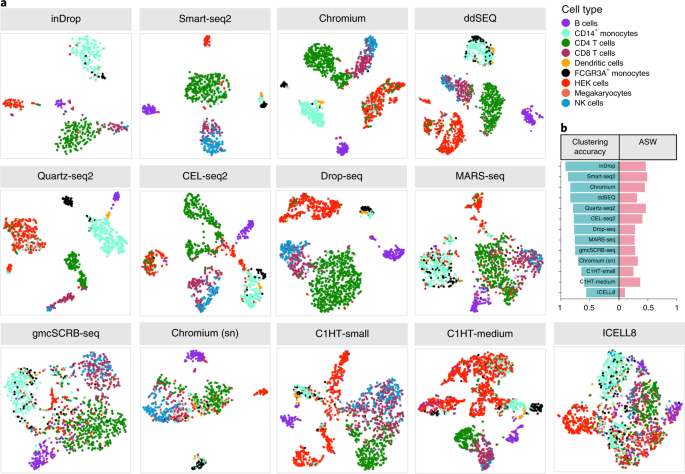 a
inDrop
Smart-seq2
Chromium
ddSEQ
Cell type
B cells
CD14+ monocytes
CD4 T cells
CD8 T cells
Dendritic cells
FCGR3A+ monocytes
HEK cells
Megakaryocytes
NK cells
b
Clustering accuracy
ASW
inDrop
Smart-seq2
Chromium
ddSEQ
Quartz-seq2
CEL-seq2
Drop-seq
MARS-seq
gmcSCRB-seq
Chromium (sn)
C1HT-small
C1HT-medium
ICELL8
1 0.5 0 0.5 1
Quartz-seq2
CEL-seq2
Drop-seq
MARS-seq
gmcSCRB-seq
Chromium (sn)
C1HT-small
C1HT-medium
ICELL8